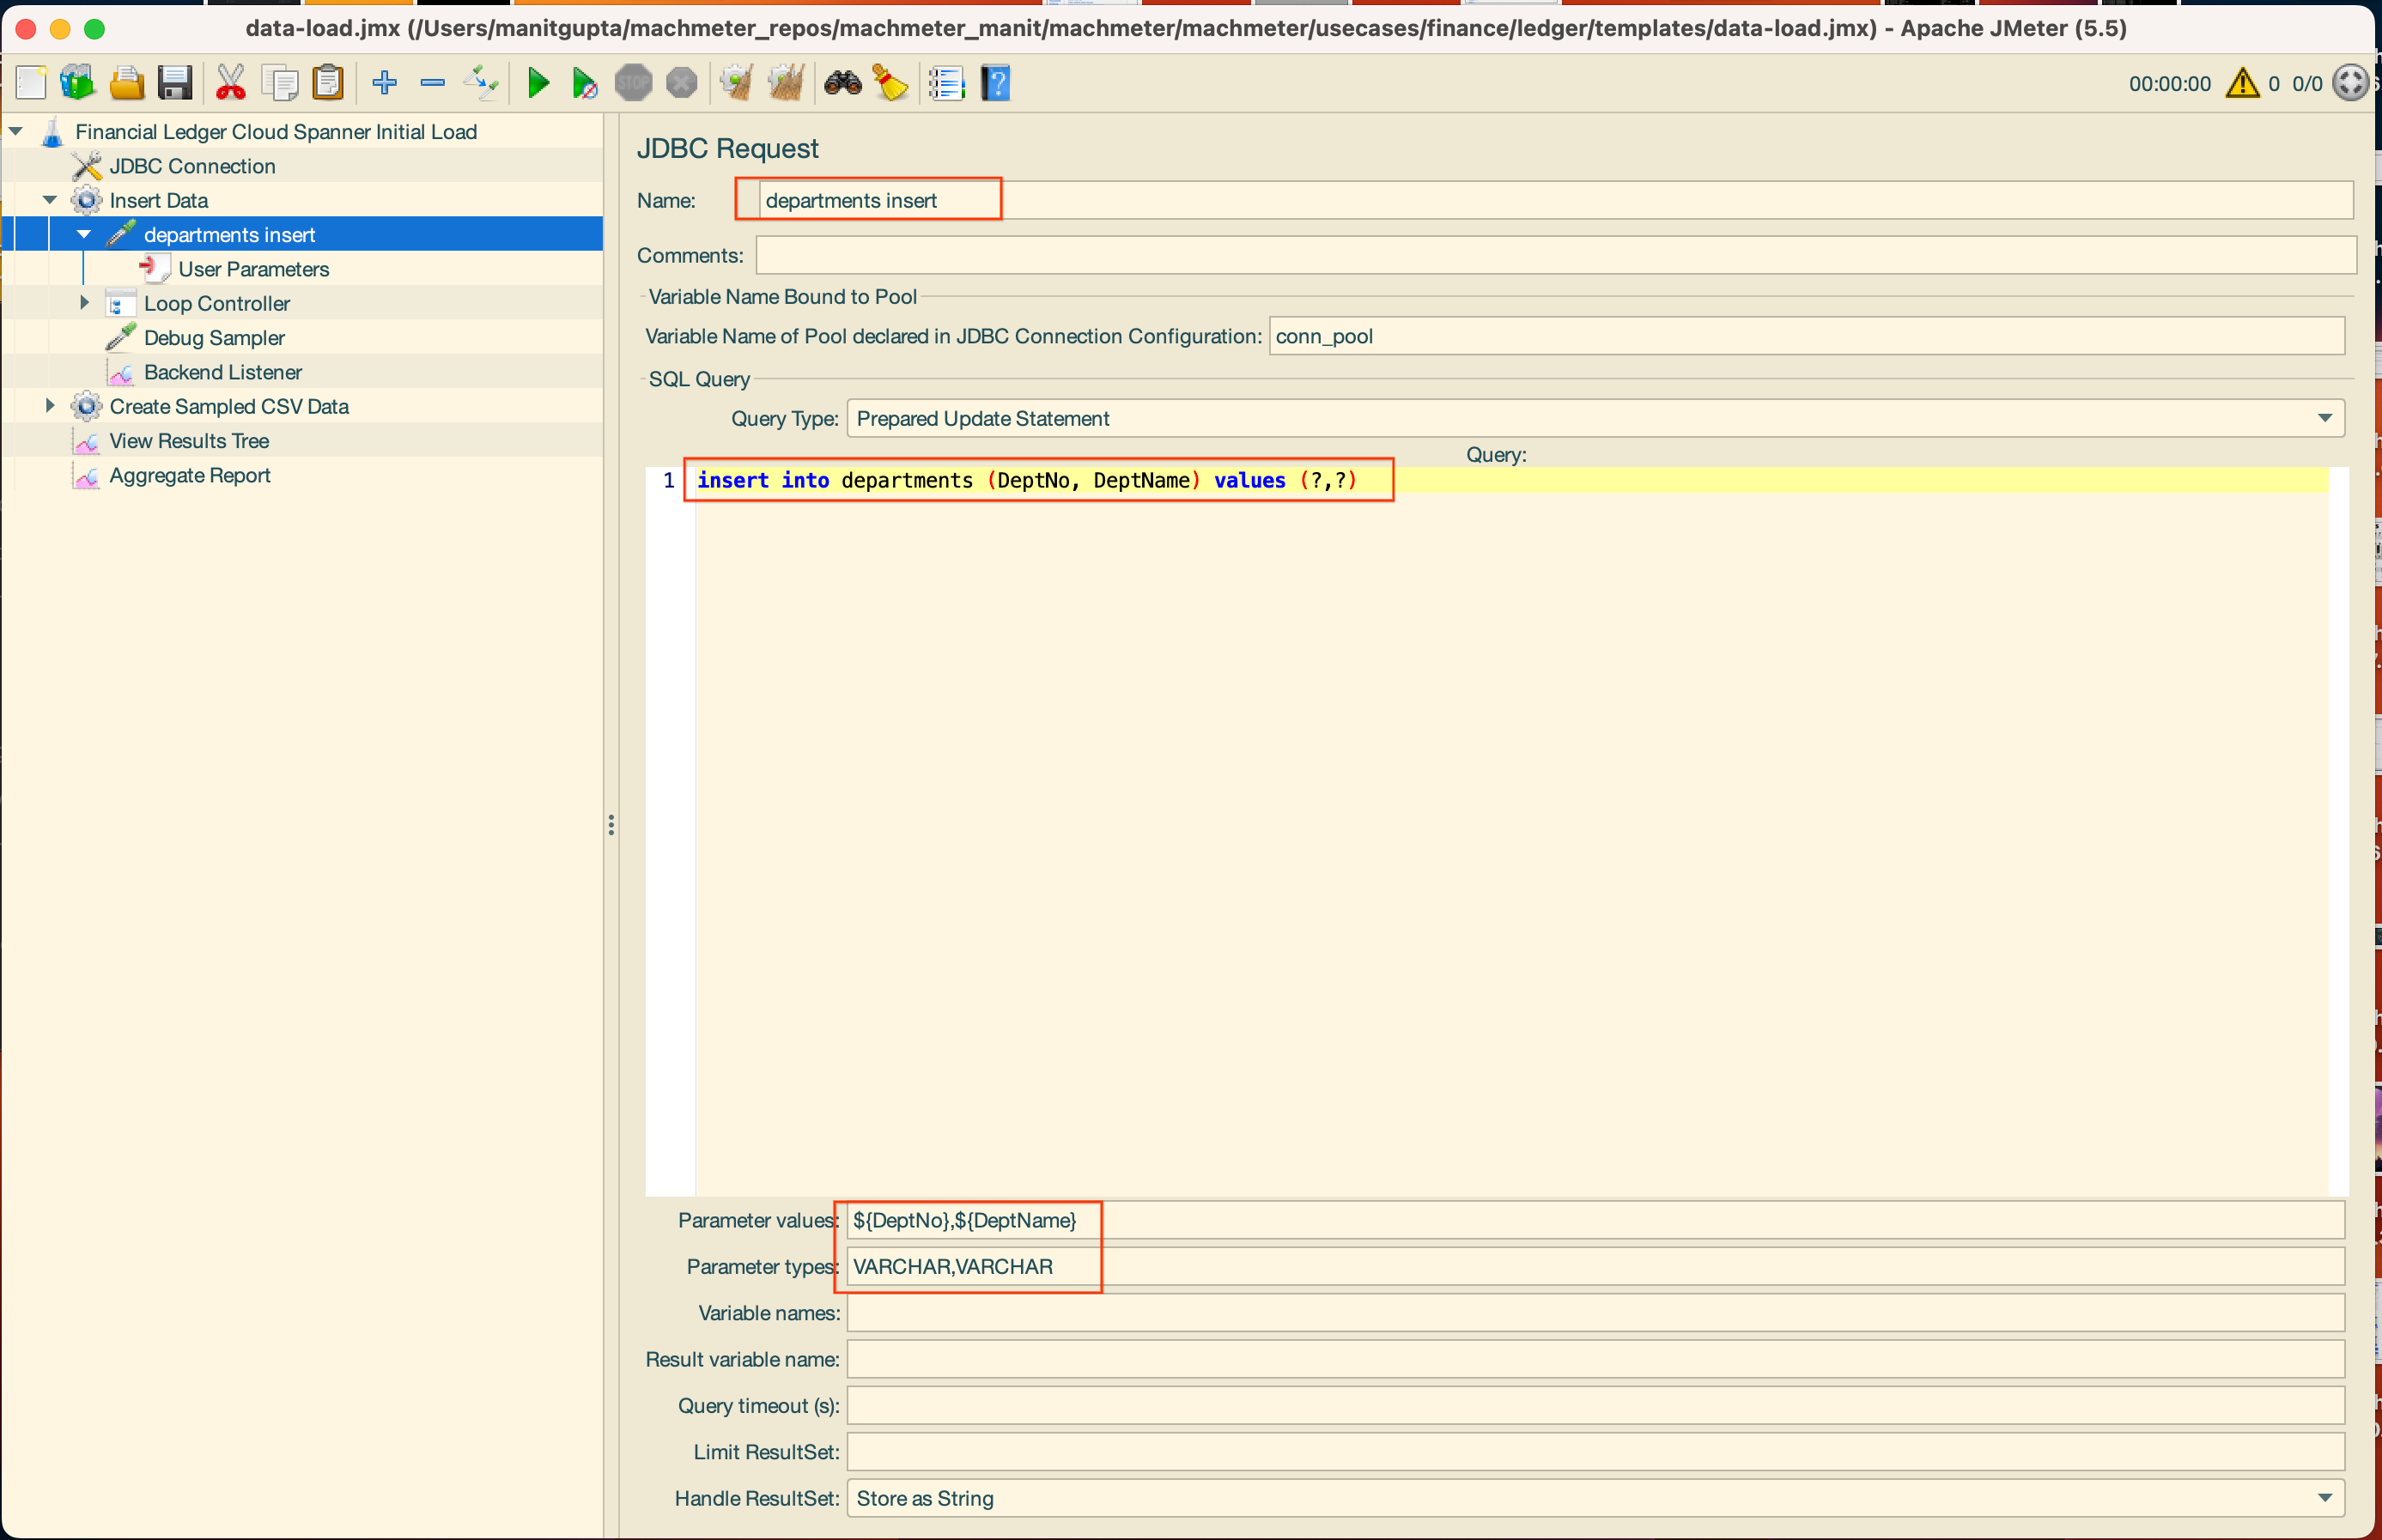 data-load.jmx (/Users/manitgupta/machmeter_repos/machmeter_manit/machmeter/machmeter/usecases/finance/ledger/templates/data-load.jmx) - Apache JMeter (5.5)
STOP
00:00:00 0 0/0
Financial Ledger Cloud Spanner Initial Load
JDBC Connection
Insert Data
departments insert
User Parameters
Loop Controller
Debug Sampler
Backend Listener
Create Sampled CSV Data
View Results Tree
Aggregate Report
JDBC Request
Name: departments insert
Comments:
Variable Name Bound to Pool
Variable Name of Pool declared in JDBC Connection Configuration: conn_pool
SQL Query
Query Type: Prepared Update Statement
Query:
1 insert into departments (DeptNo, DeptName) values (?,?)
Parameter values: ${DeptNo},${DeptName}
Parameter types: VARCHAR,VARCHAR
Variable names:
Result variable name:
Query timeout (s):
Limit ResultSet:
Handle ResultSet: Store as String